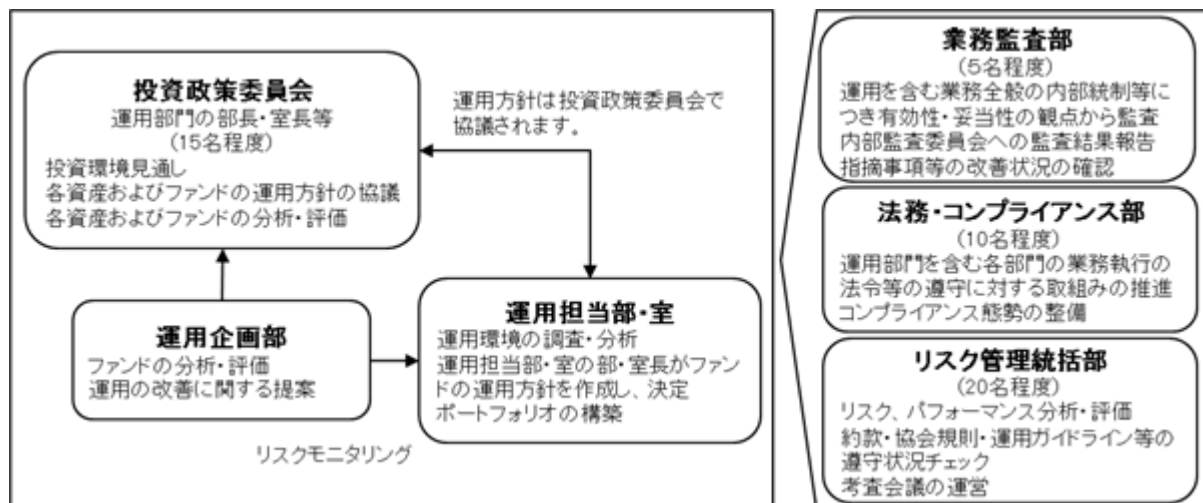 投資政策委員会
運用部門の部長・室長等
(15名程度)
投資環境見通し
各資産およびファンドの運用方針の協議
各資産およびファンドの分析・評価
運用方針は投資政策委員会で
協議されます。
運用企画部
ファンドの分析・評価
運用の改善に関する提案
運用担当部・室
運用環境の調査・分析
運用担当部・室の部・室長がファン
ドの運用方針を作成し、決定
ポートフォリオの構築
リスクモニタリング
業務監査部
(5名程度)
運用を含む業務全般の内部統制等に
つき有効性・妥当性の観点から監査
内部監査委員会への監査結果報告
指摘事項等の改善状況の確認
法務・コンプライアンス部
(10名程度)
運用部門を含む各部門の業務執行の
法令等の遵守に対する取組みの推進
コンプライアンス態勢の整備
リスク管理統括部
(20名程度)
リスク、パフォーマンス分析・評価
約款・協会規則・運用ガイドライン等の
遵守状況チェック
考査会議の運営